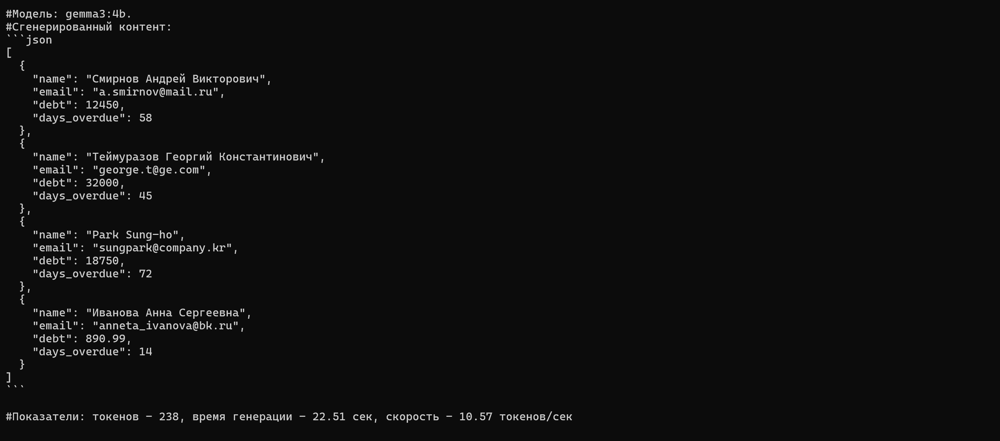 #Модель: gemma3:4b.
#Сгенерированный контент:
```json
[
  {
    "name": "Смирнов Андрей Викторович",
    "email": "a.smirnov@mail.ru",
    "debt": 12450,
    "days_overdue": 58
  },
  {
    "name": "Теймуразов Георгий Константинович",
    "email": "george.t@ge.com",
    "debt": 32000,
    "days_overdue": 45
  },
  {
    "name": "Park Sung-ho",
    "email": "sungpark@company.kr",
    "debt": 18750,
    "days_overdue": 72
  },
  {
    "name": "Иванова Анна Сергеевна",
    "email": "anneta_ivanova@bk.ru",
    "debt": 890.99,
    "days_overdue": 14
  }
]
```
#Показатели: токенов - 238, время генерации - 22.51 сек, скорость - 10.57 токенов/сек